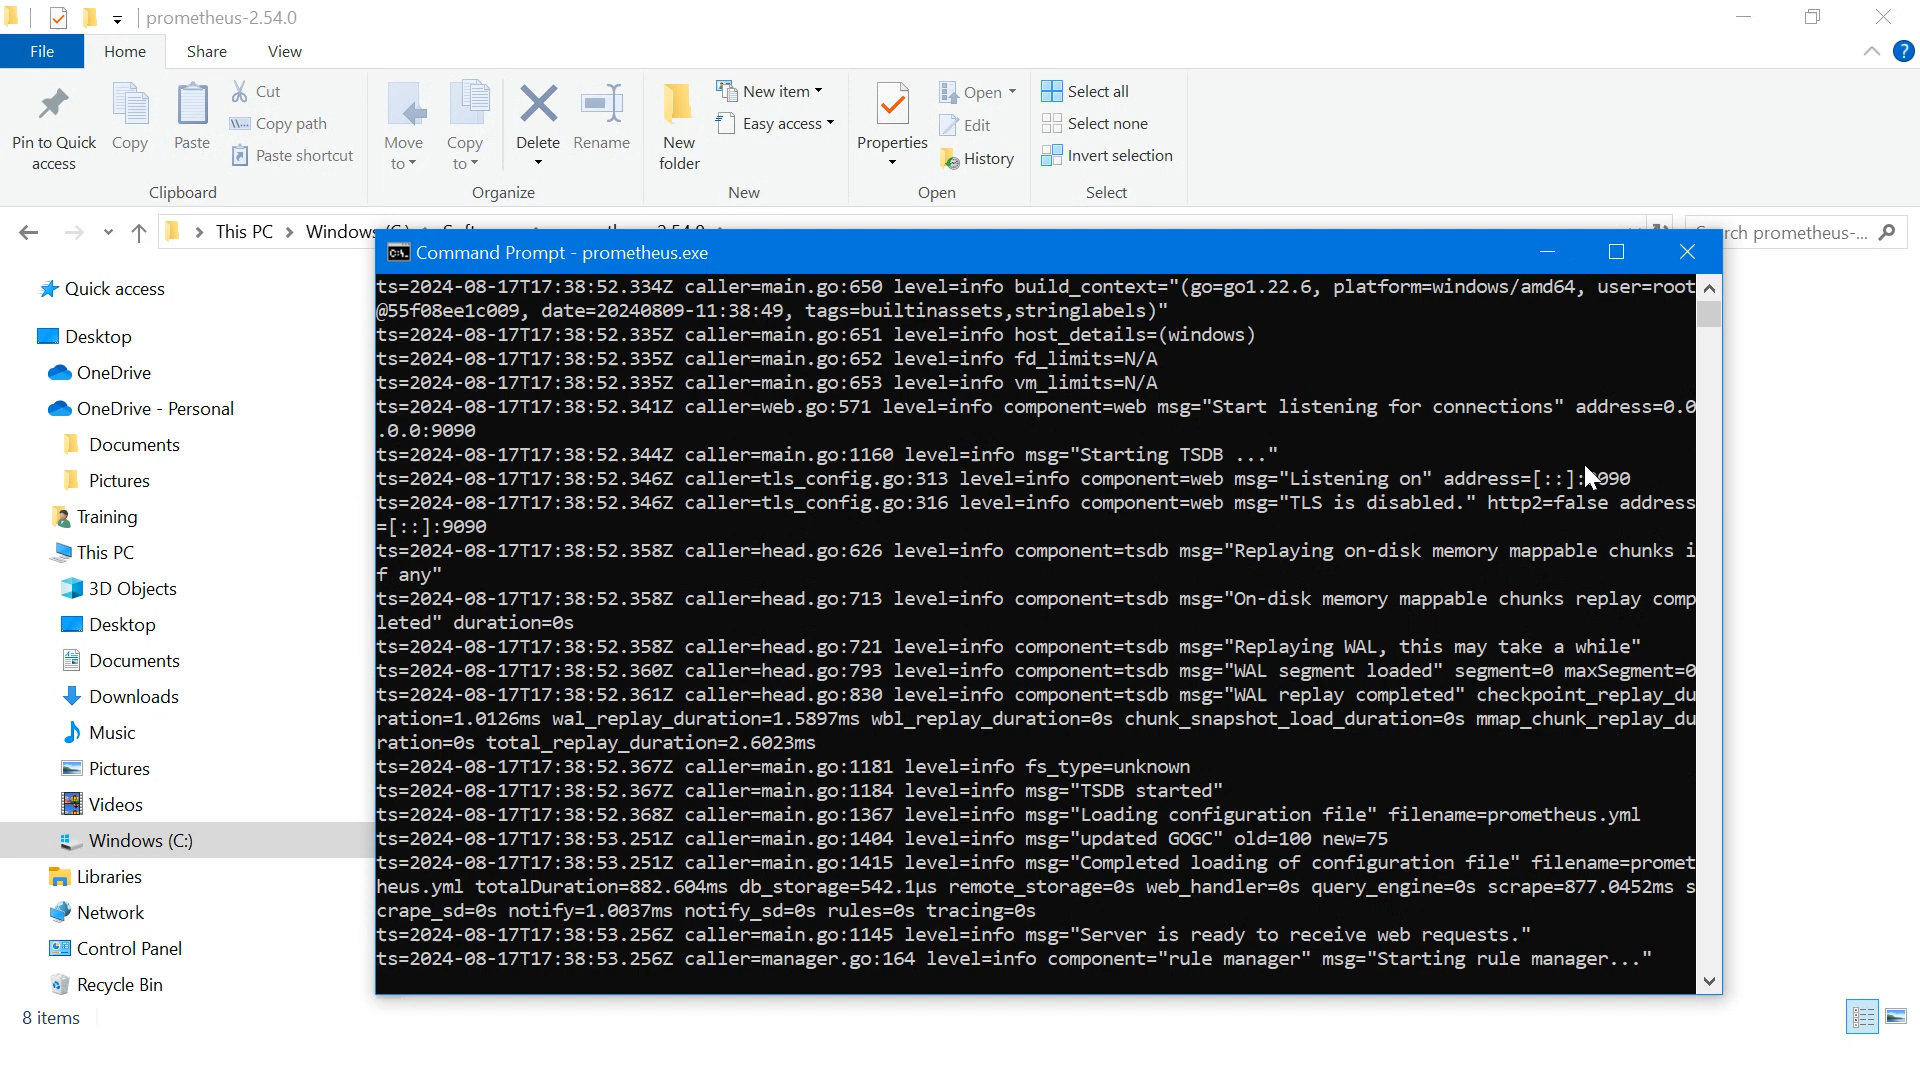 prometheus-2.54.0
File Home Share View
Pin to Quick access
Copy
Paste
Cut
Copy path
Paste shortcut
Clipboard
Move to
Copy to
Delete
Rename
Organize
New folder
New item
Easy access
New
Properties
Open
Edit
History
Open
Select all
Select none
Invert selection
Select
This PC > Windows
rch prometheus-...
Command Prompt - prometheus.exe
ts=2024-08-17T17:38:52.334Z caller=main.go:650 level=info build_context="(go=go1.22.6, platform=windows/amd64, user=root
@55f08ee1c009, date=20240809-11:38:49, tags=builtinassets,stringlabels)"
ts=2024-08-17T17:38:52.335Z caller=main.go:651 level=info host_details=(windows)
ts=2024-08-17T17:38:52.335Z caller=main.go:652 level=info fd_limits=N/A
ts=2024-08-17T17:38:52.335Z caller=main.go:653 level=info vm_limits=N/A
ts=2024-08-17T17:38:52.341Z caller=web.go:571 level=info component=web msg="Start listening for connections" address=0.0
.0.0:9090
ts=2024-08-17T17:38:52.344Z caller=main.go:1160 level=info msg="Starting TSDB ..."
ts=2024-08-17T17:38:52.346Z caller=tls_config.go:313 level=info component=web msg="Listening on" address=[::]:9090
ts=2024-08-17T17:38:52.346Z caller=tls_config.go:316 level=info component=web msg="TLS is disabled." http2=false address
=[::]:9090
ts=2024-08-17T17:38:52.358Z caller=head.go:626 level=info component=tsdb msg="Replaying on-disk memory mappable chunks i
f any"
ts=2024-08-17T17:38:52.358Z caller=head.go:713 level=info component=tsdb msg="On-disk memory mappable chunks replay comp
leted" duration=0s
ts=2024-08-17T17:38:52.358Z caller=head.go:721 level=info component=tsdb msg="Replaying WAL, this may take a while"
ts=2024-08-17T17:38:52.360Z caller=head.go:793 level=info component=tsdb msg="WAL segment loaded" segment=0 maxSegment=0
ts=2024-08-17T17:38:52.361Z caller=head.go:830 level=info component=tsdb msg="WAL replay completed" checkpoint_replay_du
ration=1.0126ms wal_replay_duration=1.5897ms wbl_replay_duration=0s chunk_snapshot_load_duration=0s mmap_chunk_replay_du
ration=0s total_replay_duration=2.6023ms
ts=2024-08-17T17:38:52.367Z caller=main.go:1181 level=info fs_type=unknown
ts=2024-08-17T17:38:52.367Z caller=main.go:1184 level=info msg="TSDB started"
ts=2024-08-17T17:38:52.368Z caller=main.go:1367 level=info msg="Loading configuration file" filename=prometheus.yml
ts=2024-08-17T17:38:53.251Z caller=main.go:1404 level=info msg="updated GOGC" old=100 new=75
ts=2024-08-17T17:38:53.251Z caller=main.go:1415 level=info msg="Completed loading of configuration file" filename=promet
heus.yml totalDuration=882.604ms db_storage=542.1µs remote_storage=0s web_handler=0s query_engine=0s scrape=877.0452ms s
crape_sd=0s notify=1.0037ms notify_sd=0s rules=0s tracing=0s
ts=2024-08-17T17:38:53.256Z caller=main.go:1145 level=info msg="Server is ready to receive web requests."
ts=2024-08-17T17:38:53.256Z caller=manager.go:164 level=info component="rule manager" msg="Starting rule manager..."
Quick access
Desktop
OneDrive
OneDrive - Personal
Documents
Pictures
Training
This PC
3D Objects
Desktop
Documents
Downloads
Music
Pictures
Videos
Windows (C:)
Libraries
Network
Control Panel
Recycle Bin
8 items